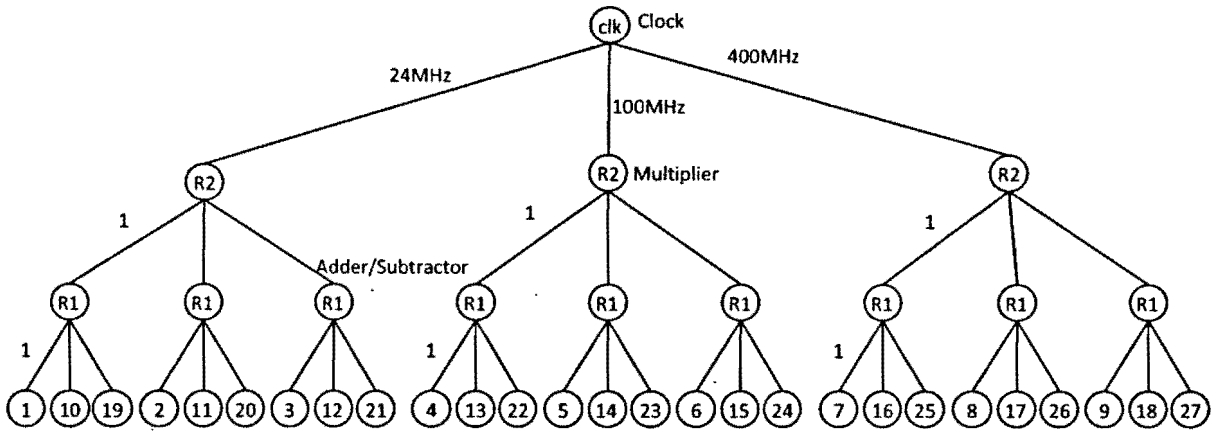 clk Clock
24MHz 100MHz 400MHz
R2 R2 Multiplier R2
1 1 1
Adder/Subtractor
R1 R1 R1 R1 R1 R1 R1 R1 R1
1 1 1
1 10 19 2 11 20 3 12 21 4 13 22 5 14 23 6 15 24 7 16 25 8 17 26 9 18 27